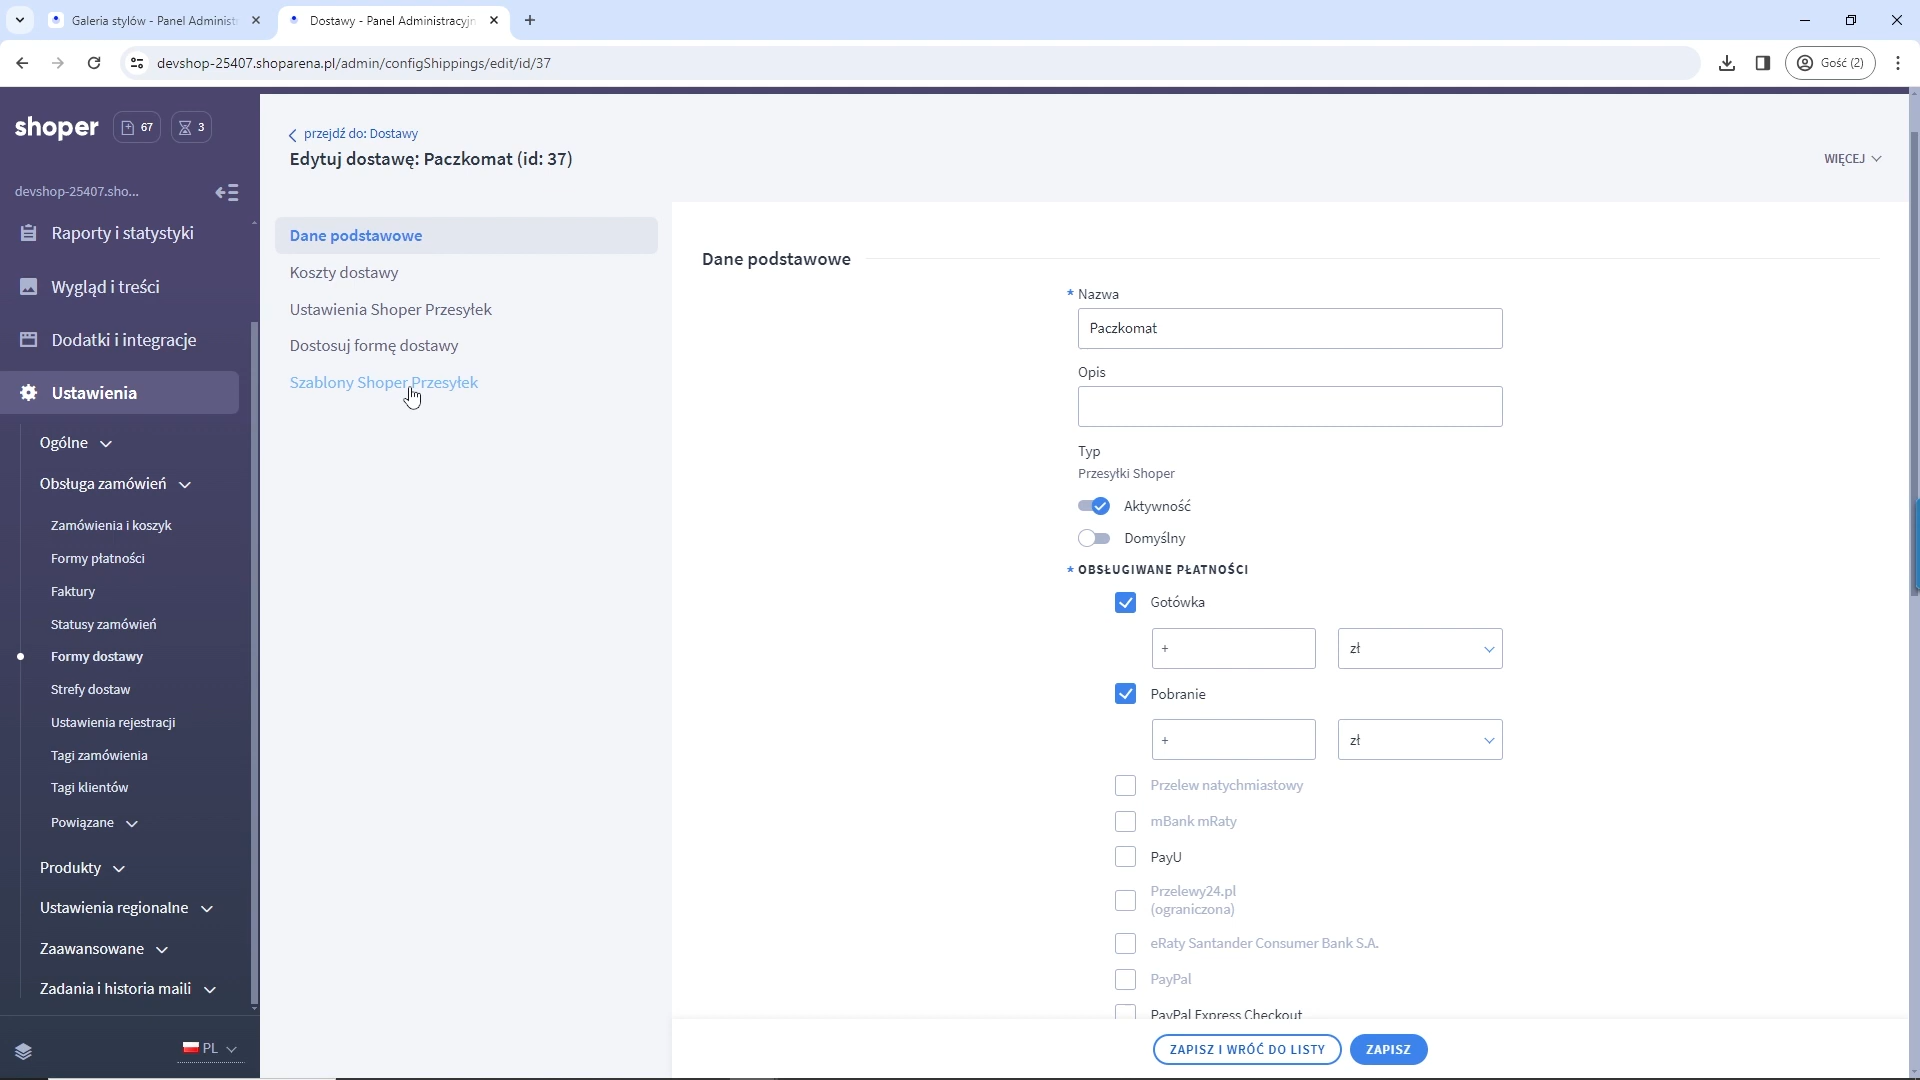 Galeria stylów - Panel Administ
Dostawy - Panel Administracyjn
devshop-25407.shoparena.pl/admin/configShippings/edit/id/37
Gość (2)
shoper
67
3
devshop-25407.sho...
Raporty i statystyki
Wygląd i treści
Dodatki i integracje
Ustawienia
Ogólne
Obsługa zamówień
Zamówienia i koszyk
Formy płatności
Faktury
Statusy zamówień
Formy dostawy
Strefy dostaw
Ustawienia rejestracji
Tagi zamówienia
Tagi klientów
Powiązane
Produkty
Ustawienia regionalne
Zaawansowane
Zadania i historia maili
PL
przejdź do: Dostawy
Edytuj dostawę: Paczkomat (id: 37)
WIĘCEJ
Dane podstawowe
Koszty dostawy
Ustawienia Shoper Przesyłek
Dostosuj formę dostawy
Szablony Shoper Przesyłek
Dane podstawowe
* Nazwa
Paczkomat
Opis
Typ
Przesyłki Shoper
Aktywność
Domyślny
* OBSŁUGIWANE PŁATNOŚCI
Gotówka
+ zł
Pobranie
+ zł
Przelew natychmiastowy
mBank mRaty
PayU
Przelewy24.pl
(ograniczona)
eRaty Santander Consumer Bank S.A.
PayPal
PayPal Express Checkout
ZAPISZ I WRÓĆ DO LISTY
ZAPISZ